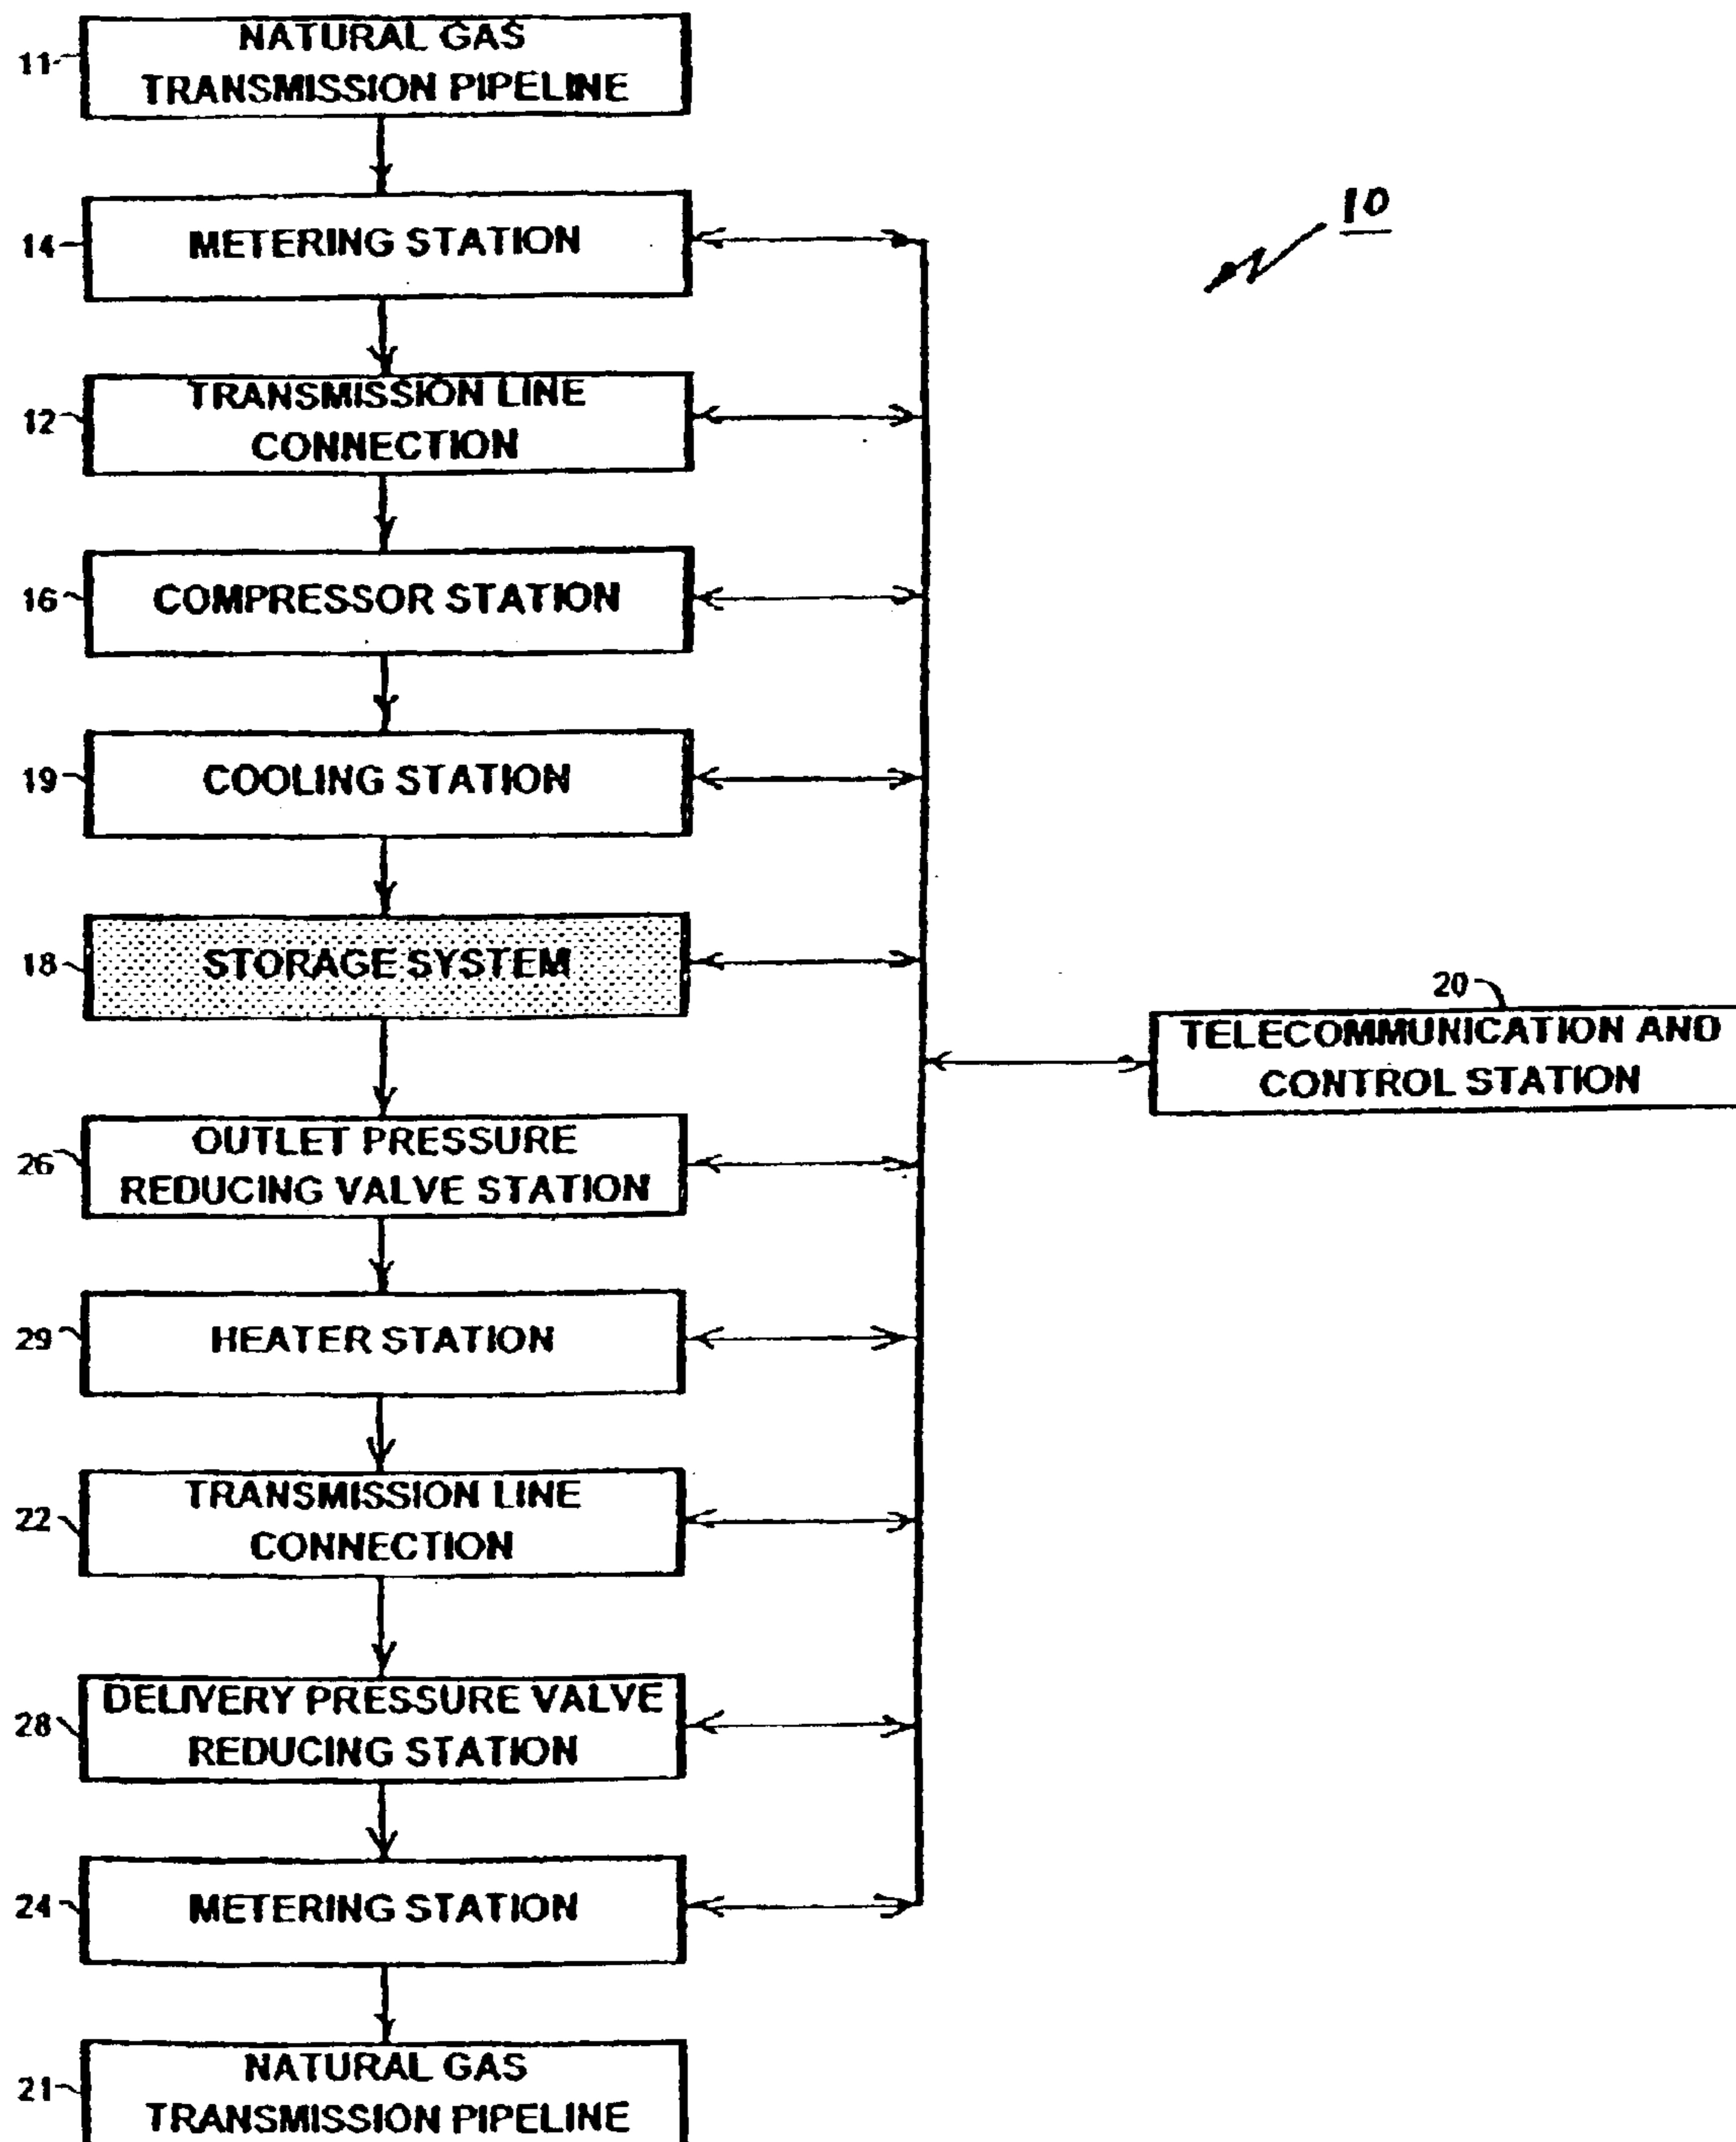 NATURAL GAS
TRANSMISSION PIPELINE
11
METERING STATION
14
10
TRANSMISSION LINE
CONNECTION
12
COMPRESSOR STATION
16
COOLING STATION
19
STORAGE SYSTEM
18
20
TELECOMMUNICATION AND
CONTROL STATION
OUTLET PRESSURE
REDUCING VALVE STATION
26
HEATER STATION
29
TRANSMISSION LINE
CONNECTION
22
DELIVERY PRESSURE VALVE
REDUCING STATION
28
METERING STATION
24
NATURAL GAS
TRANSMISSION PIPELINE
21